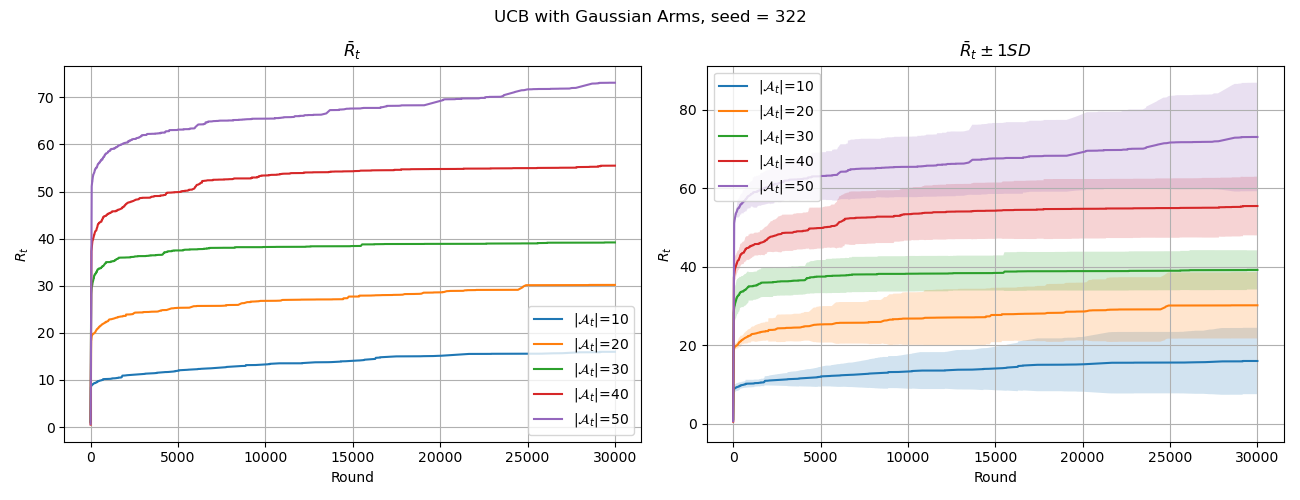 UCB with Gaussian Arms, seed = 322
R̄ₜ
70
60
50
40
30
20
10
0
Rₜ
0 5000 10000 15000 20000 25000 30000
Round
|𝒜ₜ|=10
|𝒜ₜ|=20
|𝒜ₜ|=30
|𝒜ₜ|=40
|𝒜ₜ|=50
R̄ₜ ± 1SD
80
60
40
20
0
Rₜ
0 5000 10000 15000 20000 25000 30000
Round
|𝒜ₜ|=10
|𝒜ₜ|=20
|𝒜ₜ|=30
|𝒜ₜ|=40
|𝒜ₜ|=50